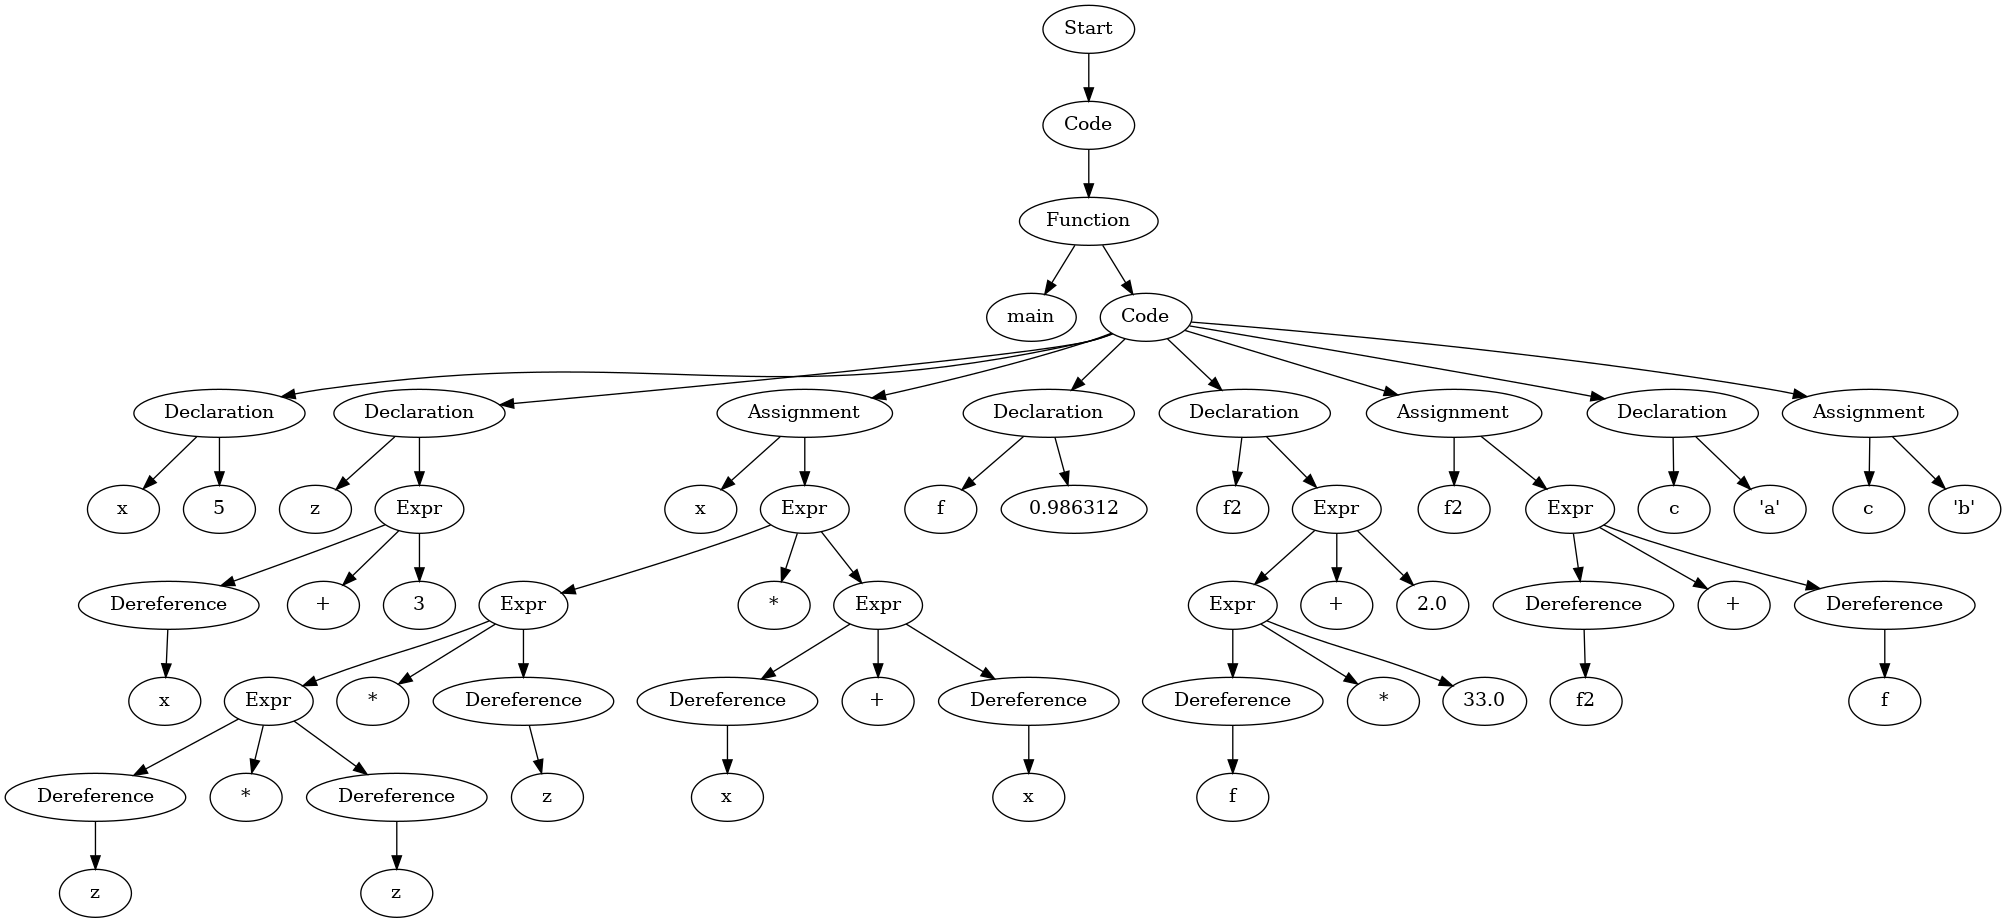 Start
Code
Function
main
Code
Declaration
Declaration
Assignment
Declaration
Declaration
Assignment
Declaration
Assignment
x
5
z
Expr
x
Expr
f
0.986312
f2
Expr
f2
Expr
c
'a'
c
'b'
Dereference
+
3
Expr
*
Expr
Expr
+
2.0
Dereference
+
Dereference
x
Expr
*
Dereference
Dereference
+
Dereference
Dereference
*
33.0
f2
f
Dereference
*
Dereference
z
x
x
f
z
z